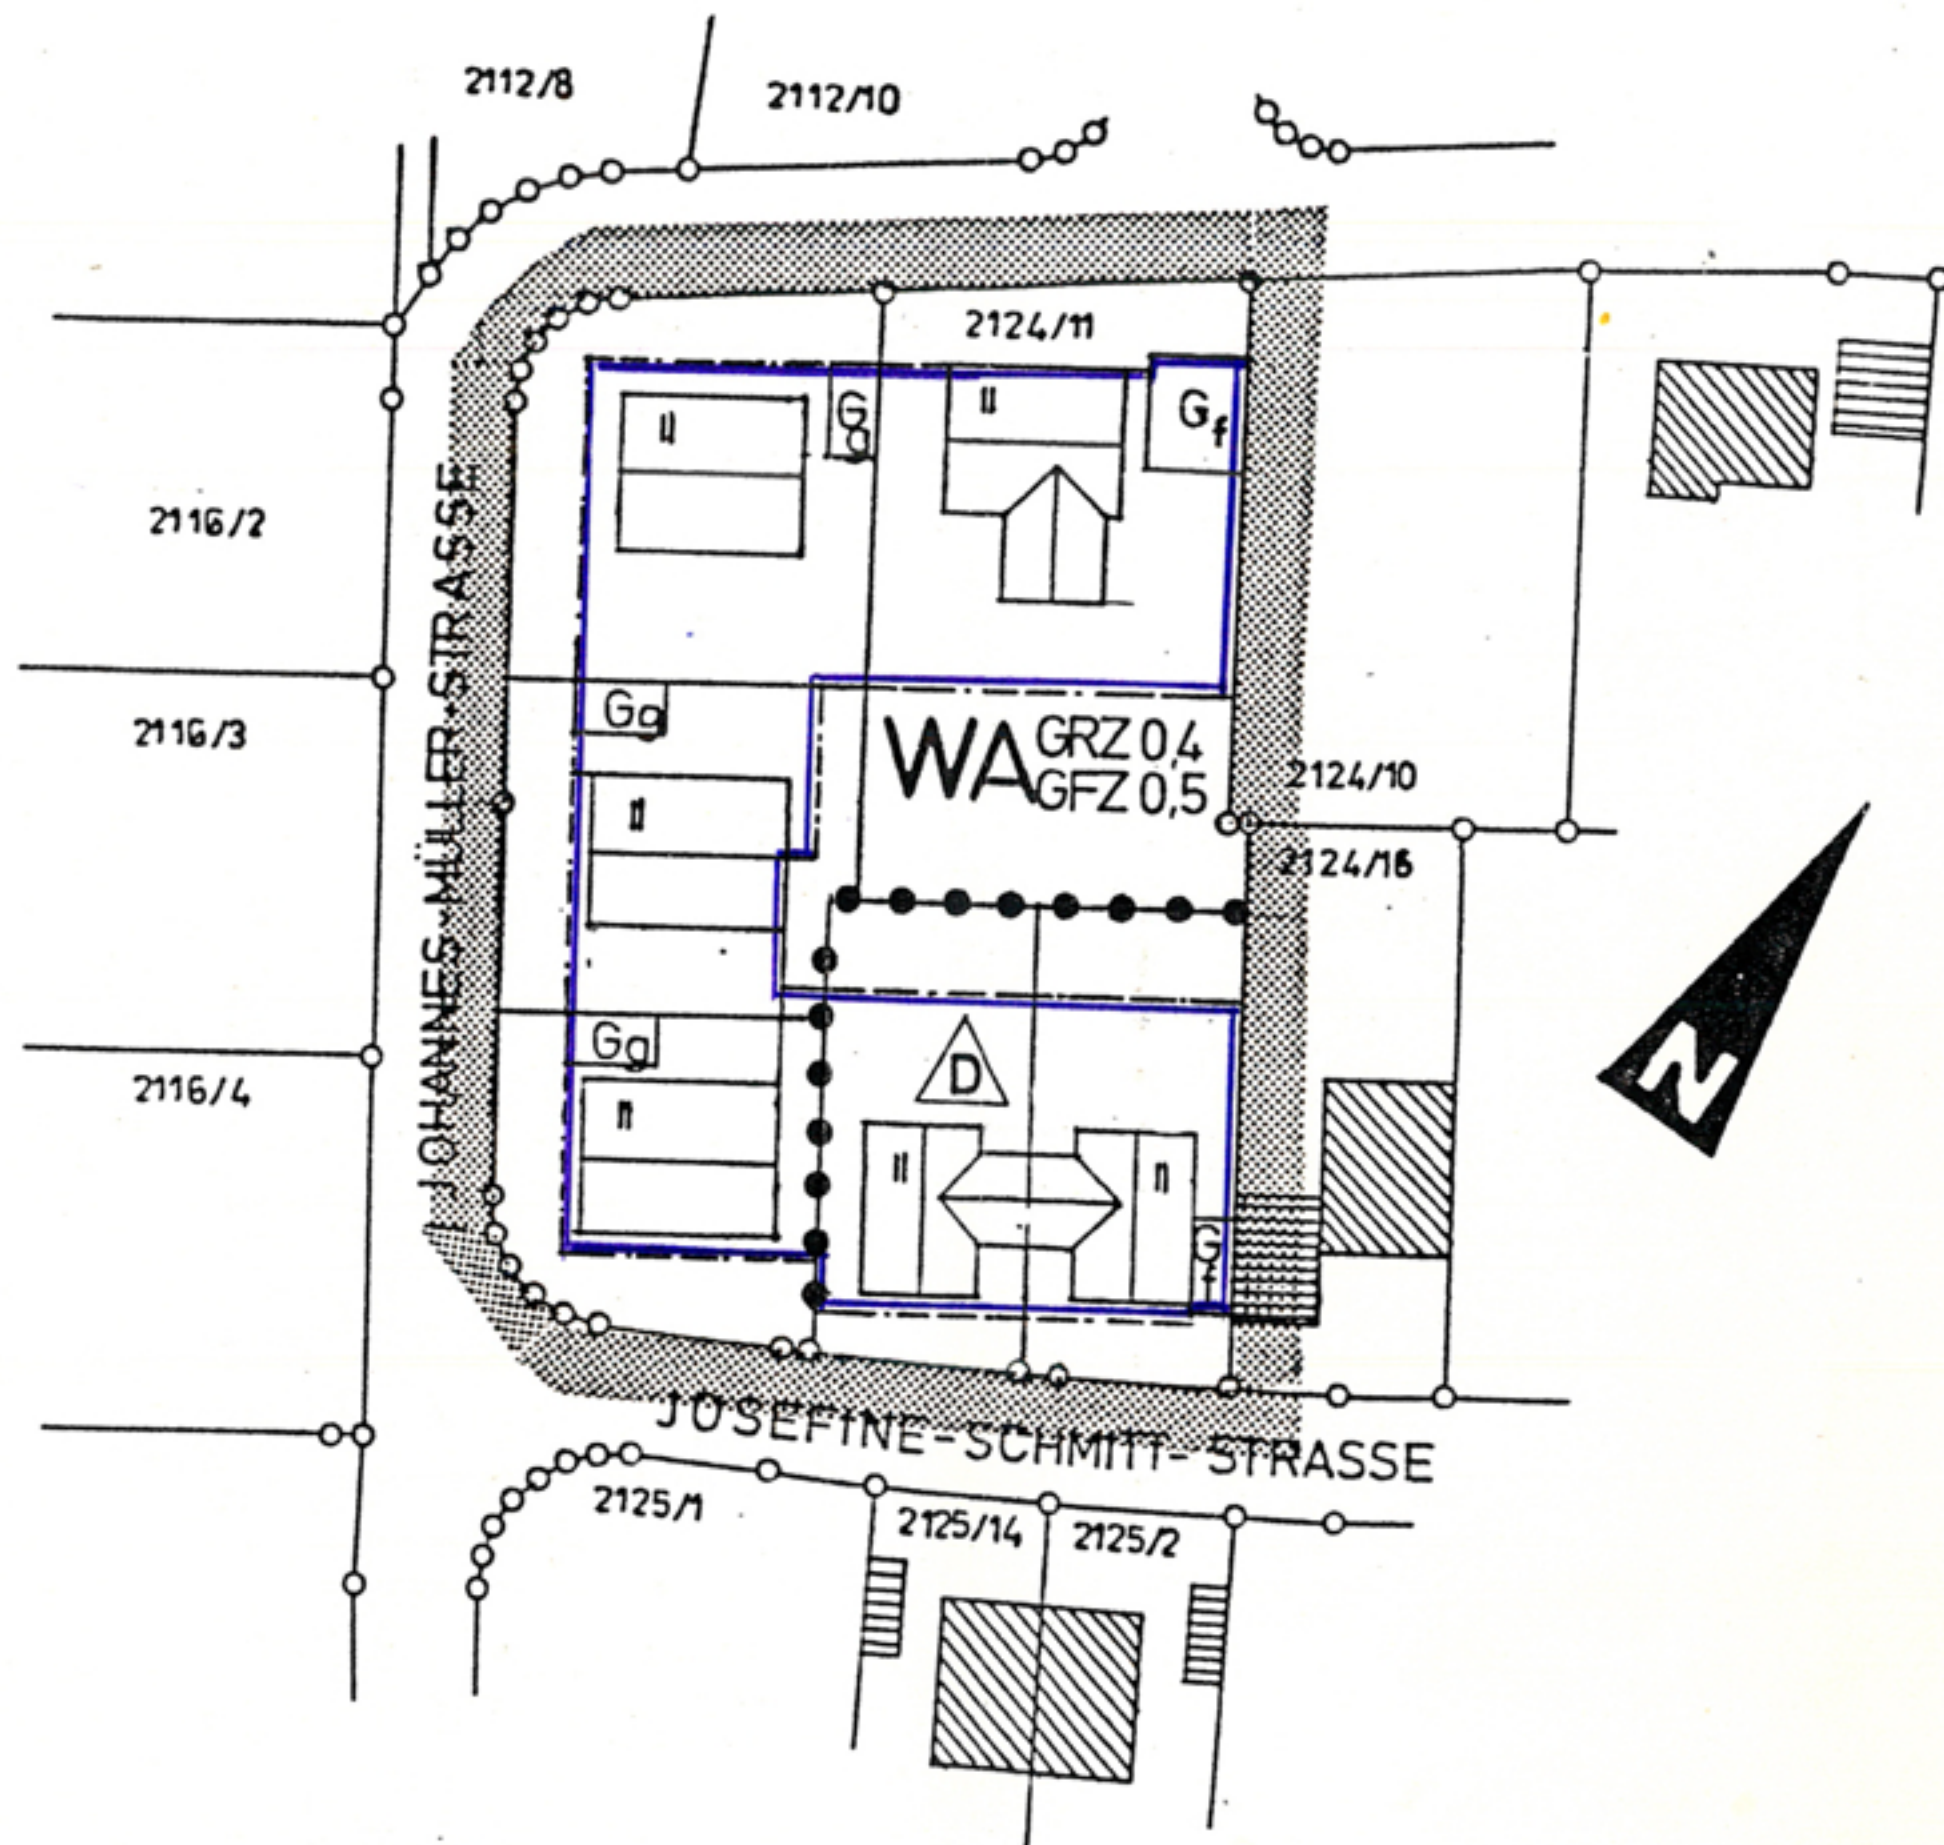 2112/8
2112/10
2124/11
II
G
g
II
Gf
2116/2
JOHANNES-MÜLLER-STRASSE
Gg
WA
GRZ 0,4
GFZ 0,5
2116/3
2124/10
II
2124/16
Gg
D
2116/4
II
II
II
G
f
N
JOSEFINE-SCHMITT-STRASSE
2125/1
2125/14
2125/2